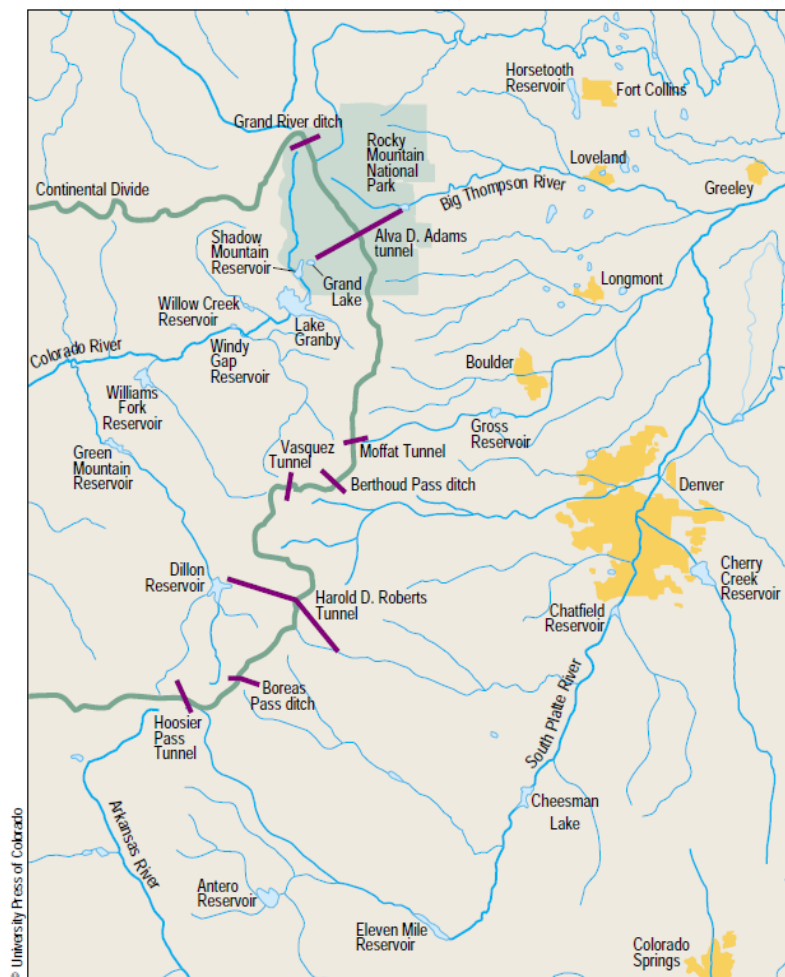 Horsetooth
Reservoir
Fort Collins
Grand River ditch
Rocky
Mountain
National
Park
Loveland
Continental Divide
Big Thompson River
Greeley
Shadow
Mountain
Reservoir
Alva D. Adams
tunnel
Grand
Lake
Longmont
Willow Creek
Reservoir
Lake
Granby
Colorado River
Windy
Gap
Reservoir
Boulder
Williams
Fork
Reservoir
Gross
Reservoir
Green
Mountain
Reservoir
Vasquez
Tunnel
Moffat Tunnel
Berthoud Pass ditch
Denver
Dillon
Reservoir
Harold D. Roberts
Tunnel
Cherry
Creek
Reservoir
Chatfield
Reservoir
Boreas
Pass ditch
Hoosier
Pass
Tunnel
South Platte River
Cheesman
Lake
Arkansas River
Antero
Reservoir
Eleven Mile
Reservoir
Colorado
Springs
© University Press of Colorado